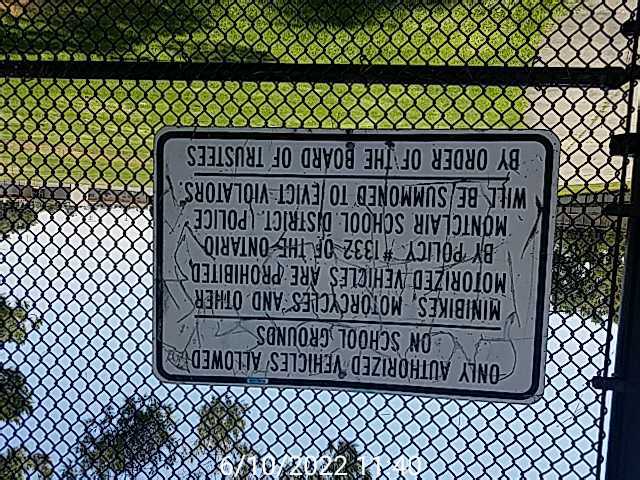 ONLY AUTHORIZED VEHICLES ALLOWED
ON SCHOOL GROUNDS
MINIBIKES, MOTORCYCLES AND OTHER
MOTORIZED VEHICLES ARE PROHIBITED
BY POLICY #1332 OF THE ONTARIO
MONTCLAIR SCHOOL DISTRICT. POLICE
WILL BE SUMMONED TO EVICT VIOLATORS.
BY ORDER OF THE BOARD OF TRUSTEES
6/10/2022 11:40